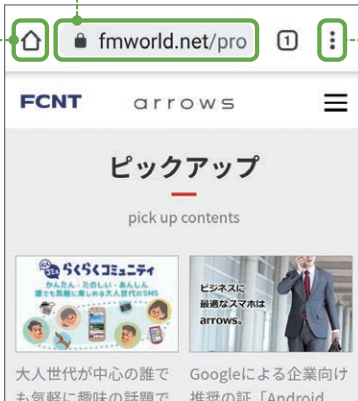 fmworld.net/pro
1
FCNT arrows
ピックアップ
pick up contents
らくらくコミュニティ
かんたん・たのしい・あんしん
誰でも気軽に楽しめる大人世代のSNS
ビジネスに
最適なスマホは
arrows。
大人世代が中心の誰で
も気軽に趣味の話題で
Googleによる企業向け
推奨の証「Android